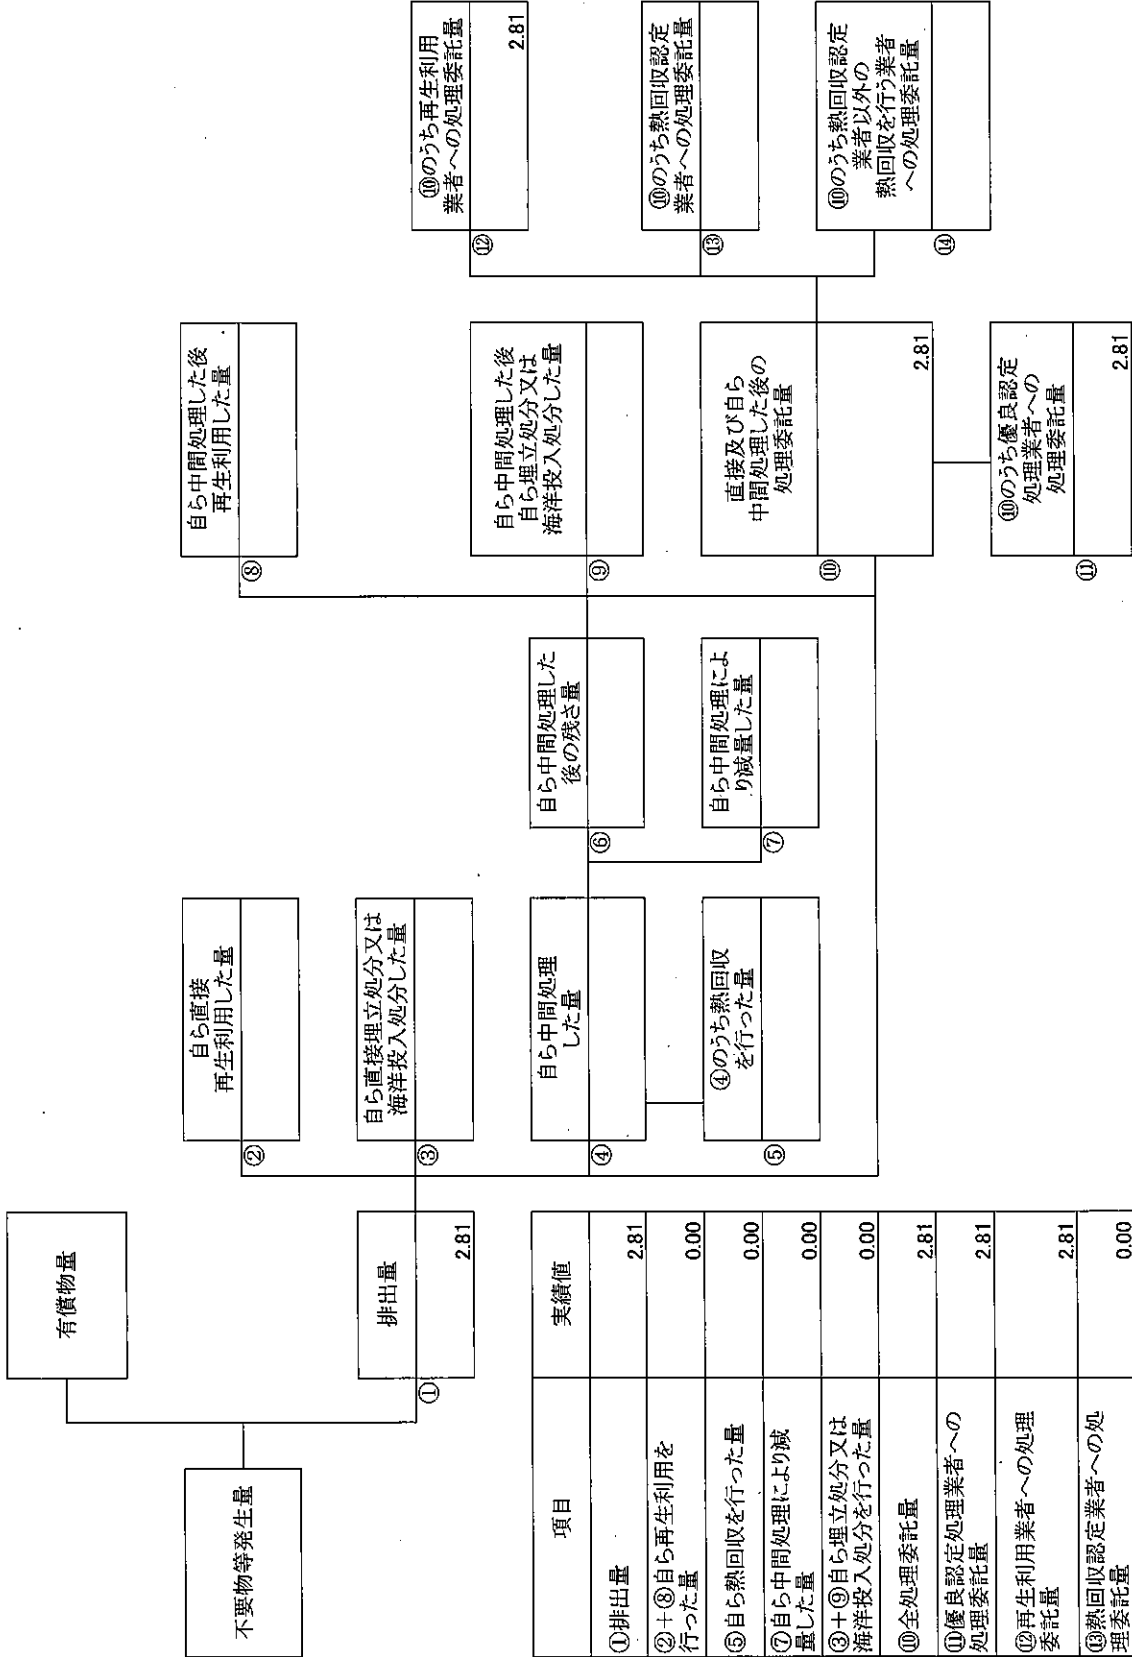 有償物量
不要物等発生量
排出量
①
2.81
自ら直接
再生利用した量
②
自ら直接埋立処分又は
海洋投入処分した量
③
自ら中間処理
した量
④
④のうち熱回収
を行った量
⑤
自ら中間処理した
後の残さ量
⑥
自ら中間処理によ
り減量した量
⑦
自ら中間処理した後
再生利用した量
⑧
自ら中間処理した後
自ら埋立処分又は
海洋投入処分した量
⑨
直接及び自ら
中間処理した後の
処理委託量
⑩
2.81
⑩のうち優良認定
処理業者への
処理委託量
⑪
2.81
⑩のうち再生利用
業者への処理委託量
⑫
2.81
⑩のうち熱回収認定
業者への処理委託量
⑬
⑩のうち熱回収認定
業者以外の
熱回収を行う業者
への処理委託量
⑭
項目 実績値
①排出量 2.81
②+⑧自ら再生利用を
行った量 0.00
⑤自ら熱回収を行った量 0.00
⑦自ら中間処理により減
量した量 0.00
③+⑨自ら埋立処分又は
海洋投入処分を行った量 0.00
⑩全処理委託量 2.81
⑪優良認定処理業者への
処理委託量 2.81
⑫再生利用業者への処理
委託量 2.81
⑬熱回収認定業者への処
理委託量 0.00